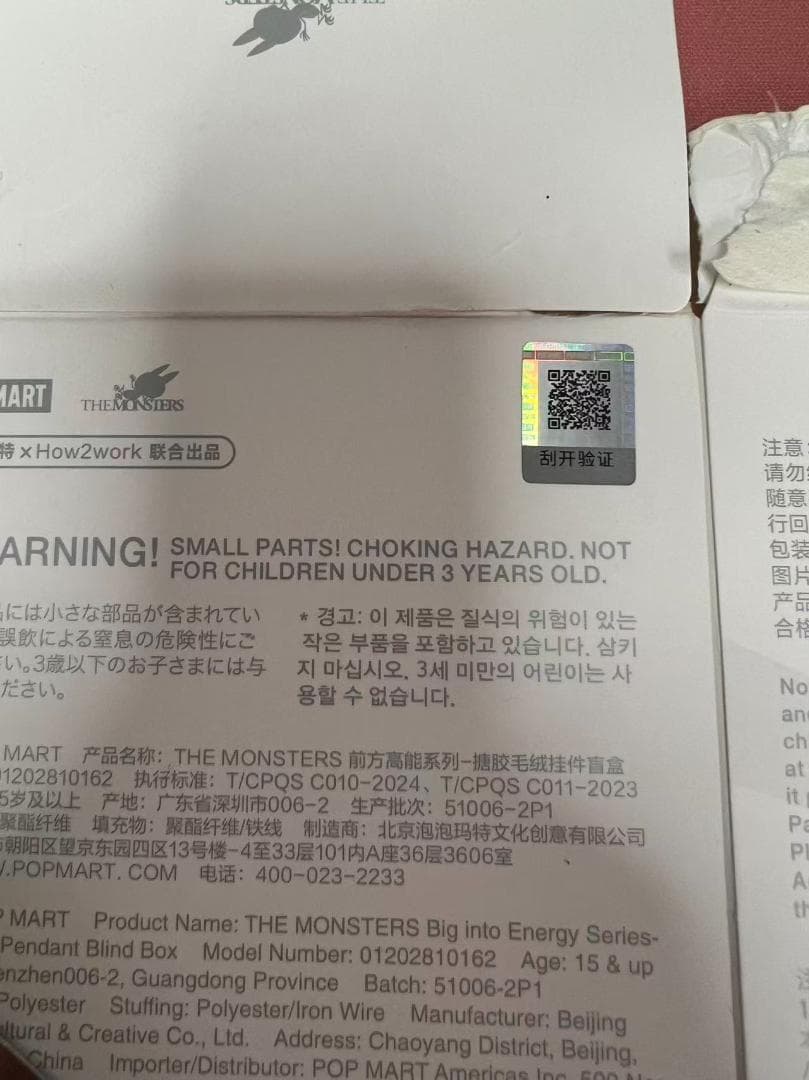 MART
THE MONSTERS
特 × How2work 联合出品
刮开验证
ARNING! SMALL PARTS! CHOKING HAZARD. NOT
FOR CHILDREN UNDER 3 YEARS OLD.
には小さな部品が含まれてい
誤飲による窒息の危険性にご
い。3歳以下のお子さまには与
ださい。
* 경고: 이 제품은 질식의 위험이 있는
작은 부품을 포함하고 있습니다. 삼키
지 마십시오. 3세 미만의 어린이는 사
용할 수 없습니다.
MART 产品名称: THE MONSTERS 前方高能系列-搪胶毛绒挂件盲盒
01202810162 执行标准: T/CPQS C010-2024、T/CPQS C011-2023
5岁及以上 产地: 广东省深圳市006-2 生产批次: 51006-2P1
聚酯纤维 填充物: 聚酯纤维/铁线 制造商: 北京泡泡玛特文化创意有限公司
朝阳区望京东园四区13号楼-4至33层101内A座36层3606室
.POPMART. COM 电话: 400-023-2233
P MART Product Name: THE MONSTERS Big into Energy Series-
Pendant Blind Box Model Number: 01202810162 Age: 15 & up
enzhen006-2, Guangdong Province Batch: 51006-2P1
Polyester Stuffing: Polyester/Iron Wire Manufacturer: Beijing
ltural & Creative Co., Ltd. Address: Chaoyang District, Beijing,
China Importer/Distributor: POP MART Americas Inc.
注意
请勿
随意
行回
包装
图片
产品
合格
No
and
ch
at
it
Pa
Pl
A
th